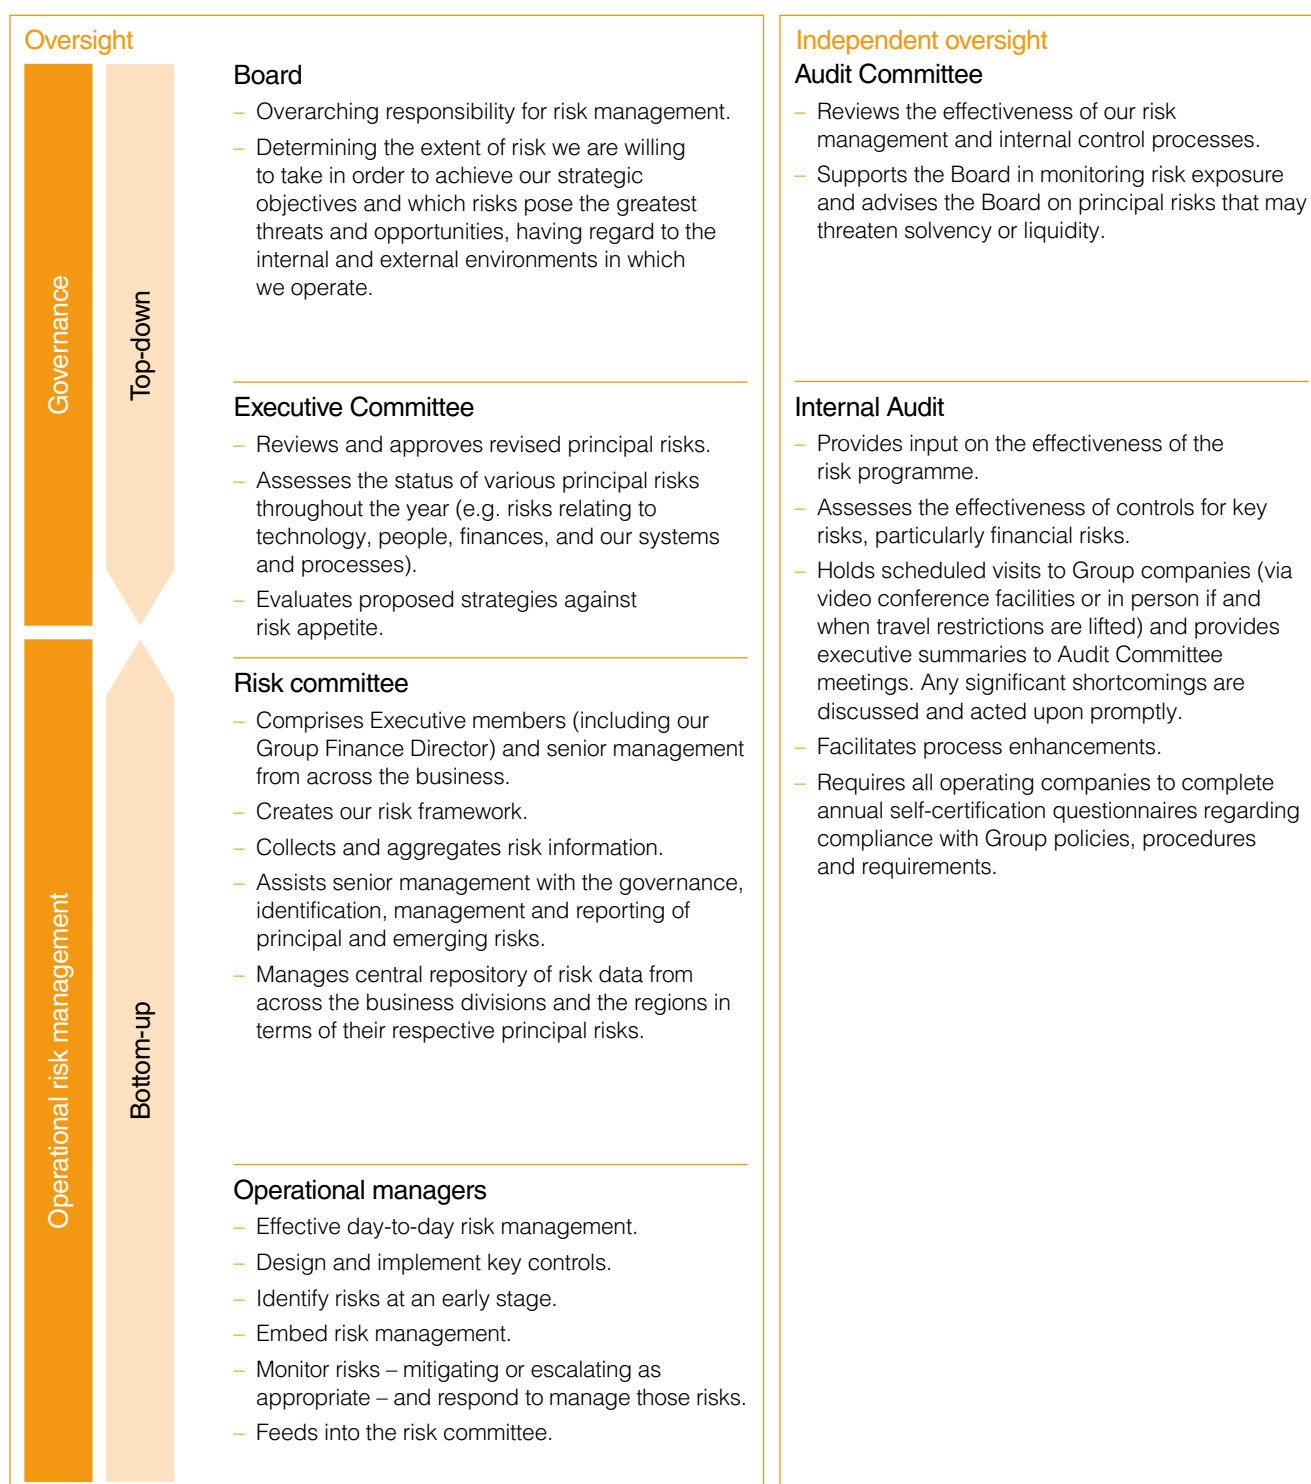 Oversight
Governance
Top-down
Board
– Overarching responsibility for risk management.
– Determining the extent of risk we are willing
to take in order to achieve our strategic
objectives and which risks pose the greatest
threats and opportunities, having regard to the
internal and external environments in which
we operate.
Executive Committee
– Reviews and approves revised principal risks.
– Assesses the status of various principal risks
throughout the year (e.g. risks relating to
technology, people, finances, and our systems
and processes).
– Evaluates proposed strategies against
risk appetite.
Operational risk management
Bottom-up
Risk committee
– Comprises Executive members (including our
Group Finance Director) and senior management
from across the business.
– Creates our risk framework.
– Collects and aggregates risk information.
– Assists senior management with the governance,
identification, management and reporting of
principal and emerging risks.
– Manages central repository of risk data from
across the business divisions and the regions in
terms of their respective principal risks.
Operational managers
– Effective day-to-day risk management.
– Design and implement key controls.
– Identify risks at an early stage.
– Embed risk management.
– Monitor risks – mitigating or escalating as
appropriate – and respond to manage those risks.
– Feeds into the risk committee.
Independent oversight
Audit Committee
– Reviews the effectiveness of our risk
management and internal control processes.
– Supports the Board in monitoring risk exposure
and advises the Board on principal risks that may
threaten solvency or liquidity.
Internal Audit
– Provides input on the effectiveness of the
risk programme.
– Assesses the effectiveness of controls for key
risks, particularly financial risks.
– Holds scheduled visits to Group companies (via
video conference facilities or in person if and
when travel restrictions are lifted) and provides
executive summaries to Audit Committee
meetings. Any significant shortcomings are
discussed and acted upon promptly.
– Facilitates process enhancements.
– Requires all operating companies to complete
annual self-certification questionnaires regarding
compliance with Group policies, procedures
and requirements.